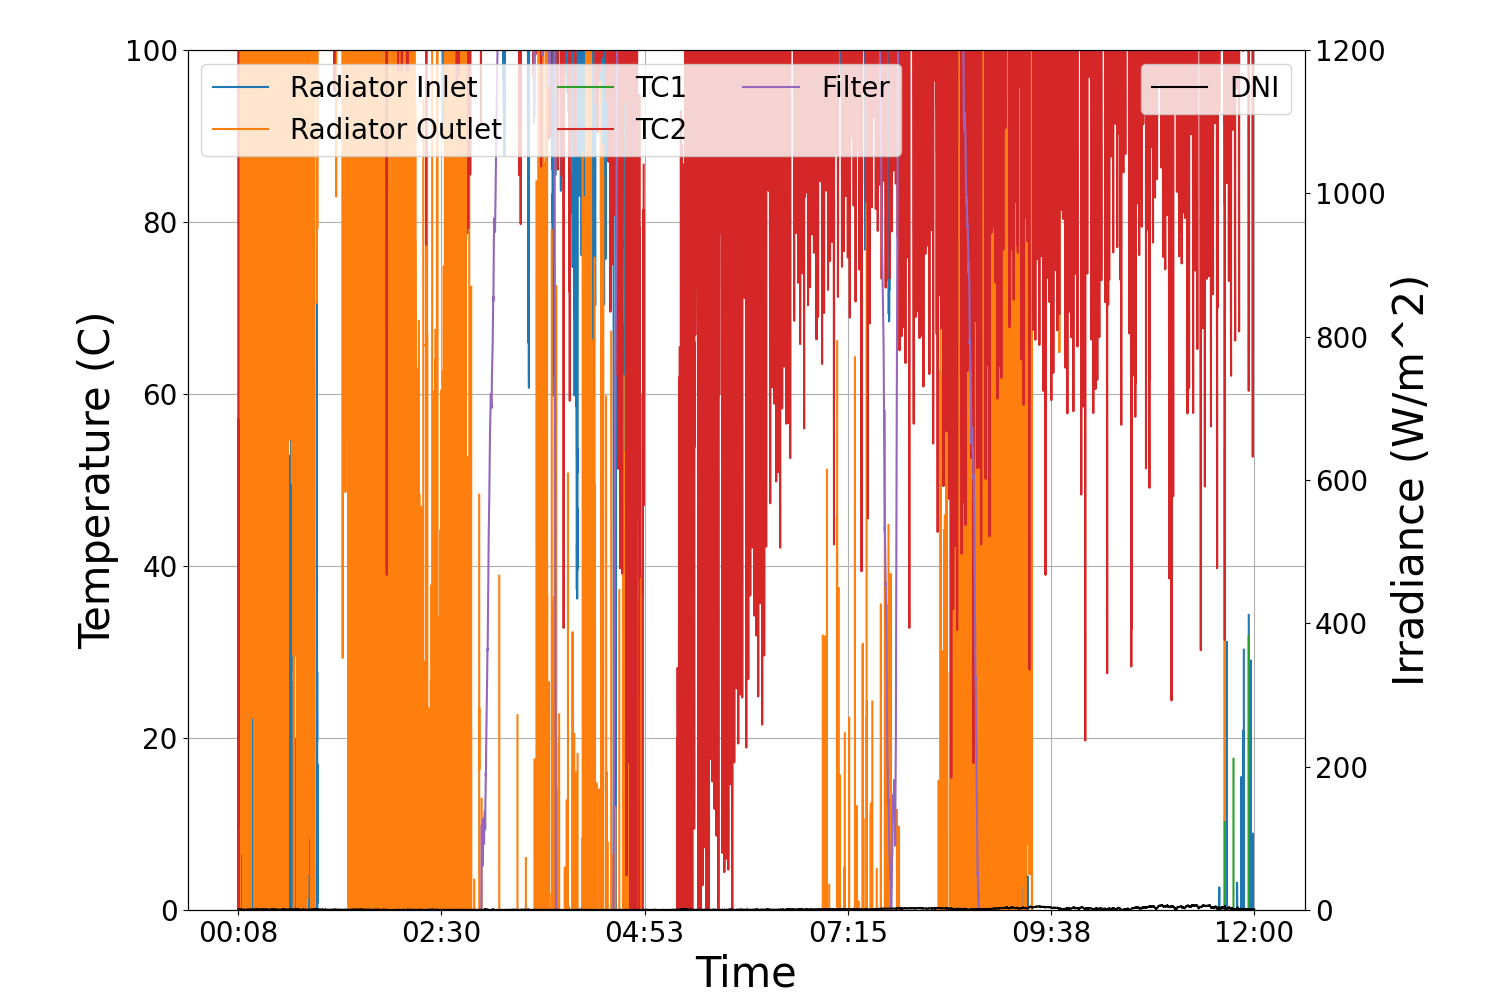 100
80
60
40
20
0
Temperature (C)
Radiator Inlet
Radiator Outlet
TC1
TC2
Filter
DNI
1200
1000
800
600
400
200
0
Irradiance (W/m^2)
00:08
02:30
04:53
07:15
09:38
12:00
Time